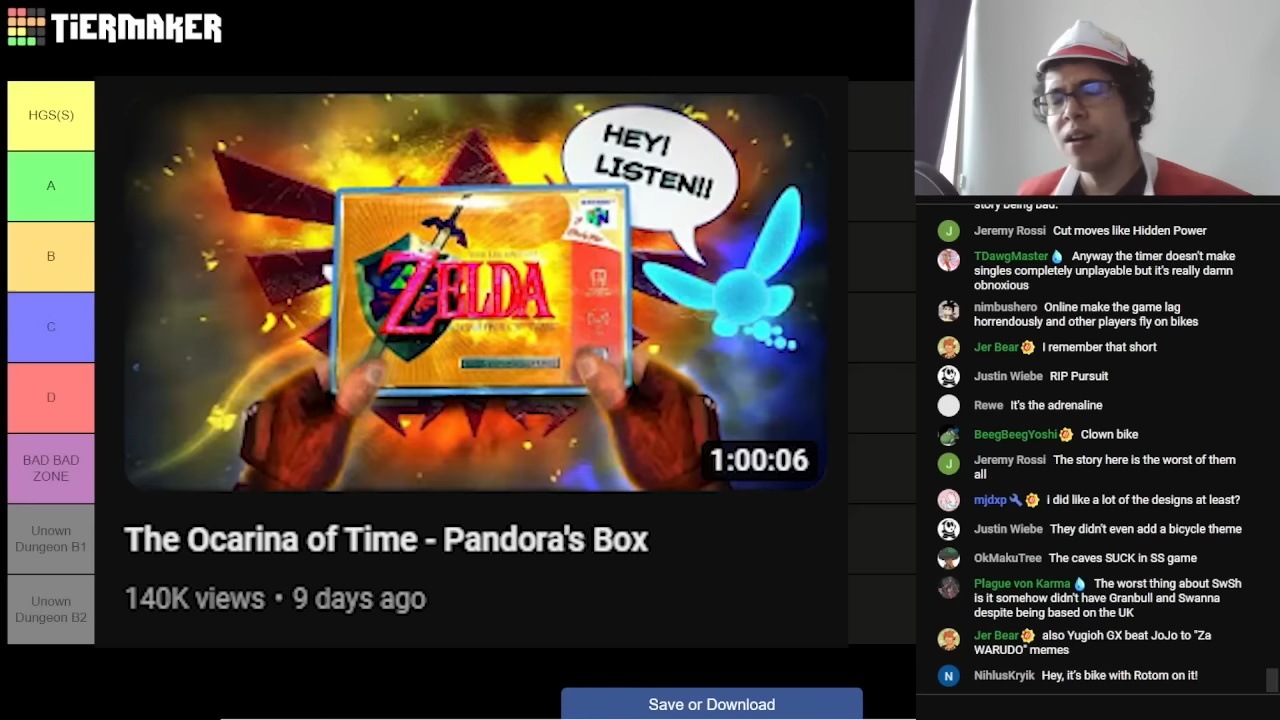 TIERMAKER
HGS(S)
A
B
C
D
BAD BAD
ZONE
Unown
Dungeon B1
Unown
Dungeon B2
HEY!
LISTEN!!
ZELDA
1:00:06
The Ocarina of Time - Pandora's Box
140K views • 9 days ago
Save or Download
story being bad.
J Jeremy Rossi Cut moves like Hidden Power
TDawgMaster Anyway the timer doesn't make
singles completely unplayable but it's really damn
obnoxious
nimbushero Online make the game lag
horrendously and other players fly on bikes
Jer Bear I remember that short
Justin Wiebe RIP Pursuit
Rewe It's the adrenaline
BeegBeegYoshi Clown bike
J Jeremy Rossi The story here is the worst of them
all
mjdxp i did like a lot of the designs at least?
Justin Wiebe They didn't even add a bicycle theme
OkMakuTree The caves SUCK in SS game
Plague von Karma The worst thing about SwSh
is it somehow didn't have Granbull and Swanna
despite being based on the UK
Jer Bear also Yugioh GX beat JoJo to "Za
WARUDO" memes
N NihlusKryik Hey, it's bike with Rotom on it!